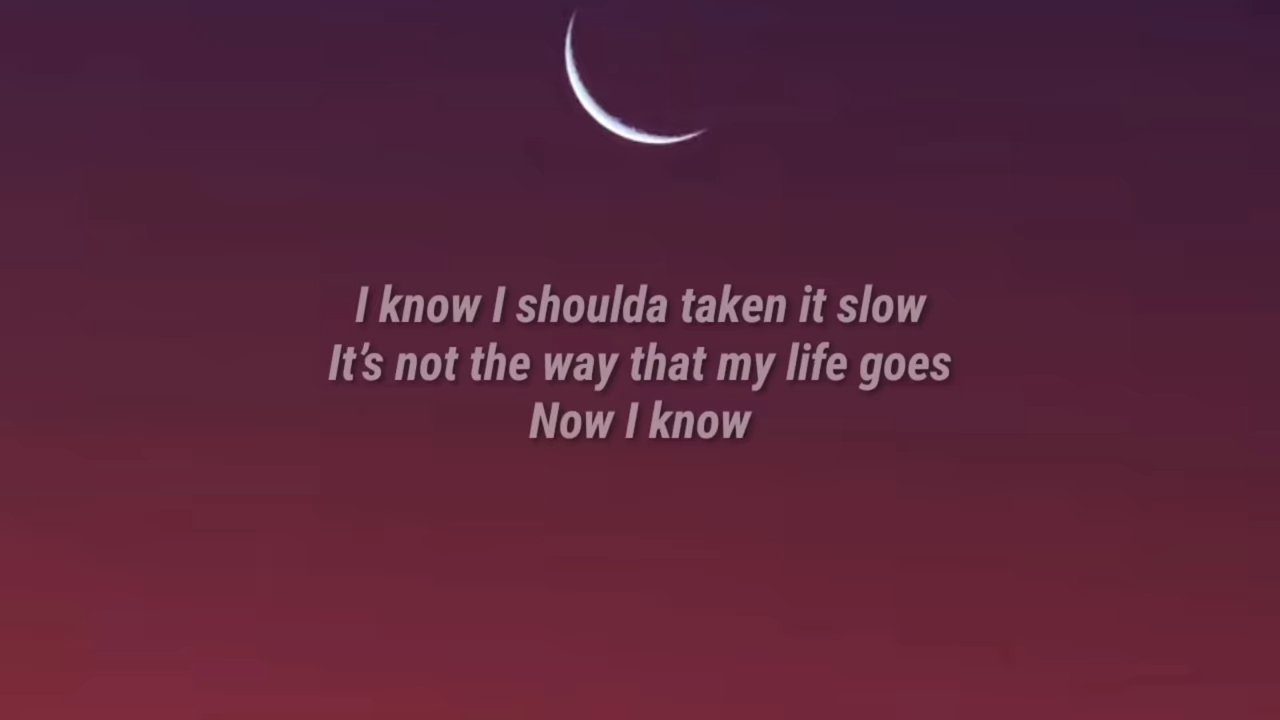 I know I shoulda taken it slow
It’s not the way that my life goes
Now I know